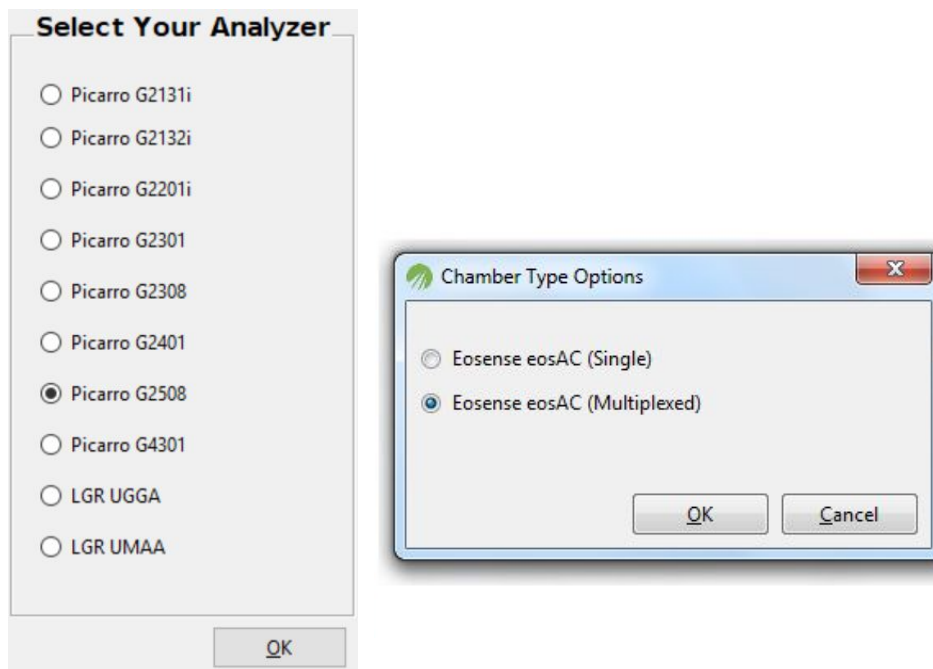 Select Your Analyzer
Picarro G2131i
Picarro G2132i
Picarro G2201i
Picarro G2301
Picarro G2308
Picarro G2401
Picarro G2508
Picarro G4301
LGR UGGA
LGR UMAA
OK
Chamber Type Options
Eosense eosAC (Single)
Eosense eosAC (Multiplexed)
OK Cancel